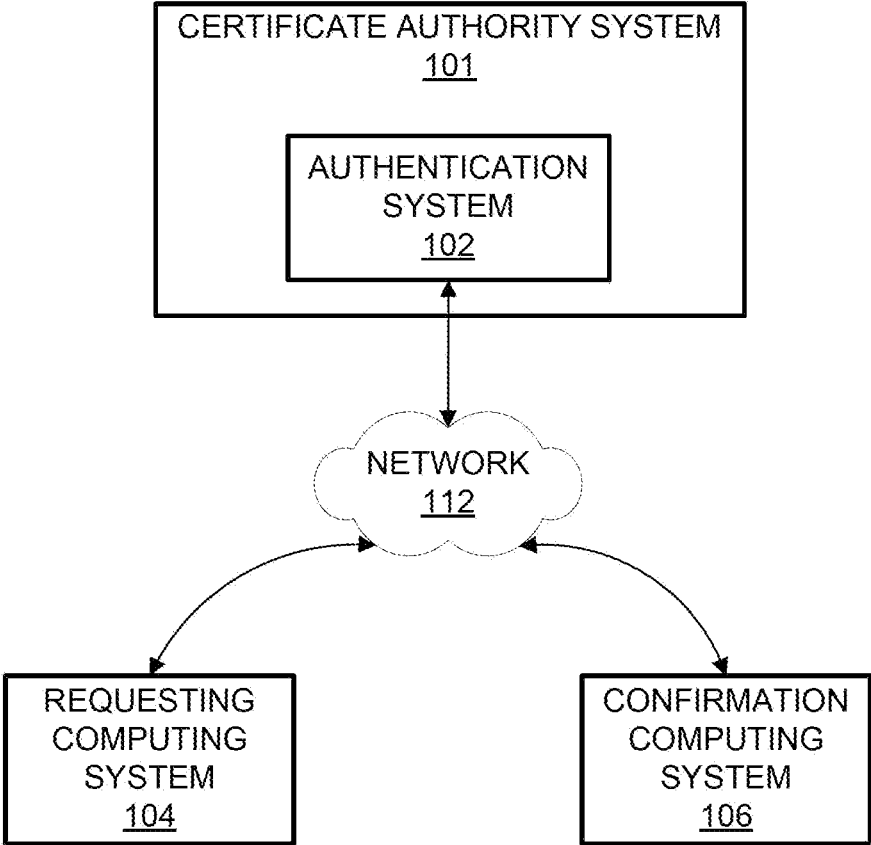 CERTIFICATE AUTHORITY SYSTEM
101
AUTHENTICATION
SYSTEM
102
NETWORK
112
REQUESTING
COMPUTING
SYSTEM
104
CONFIRMATION
COMPUTING
SYSTEM
106